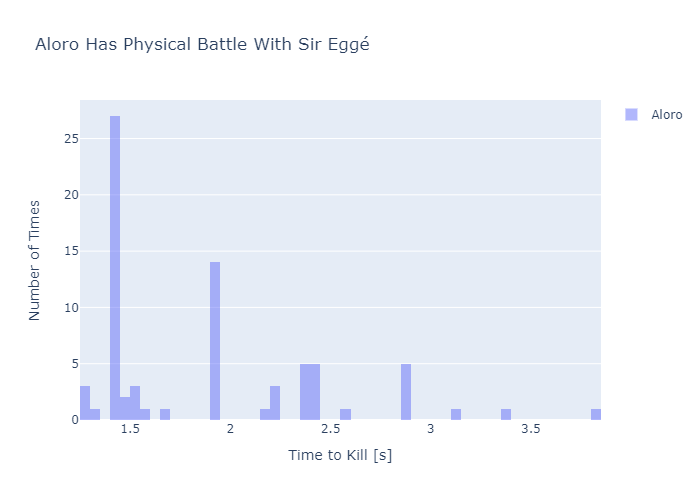 Aloro Has Physical Battle With Sir Eggé
Aloro
25
20
15
10
5
0
Number of Times
1.5 2 2.5 3 3.5
Time to Kill [s]